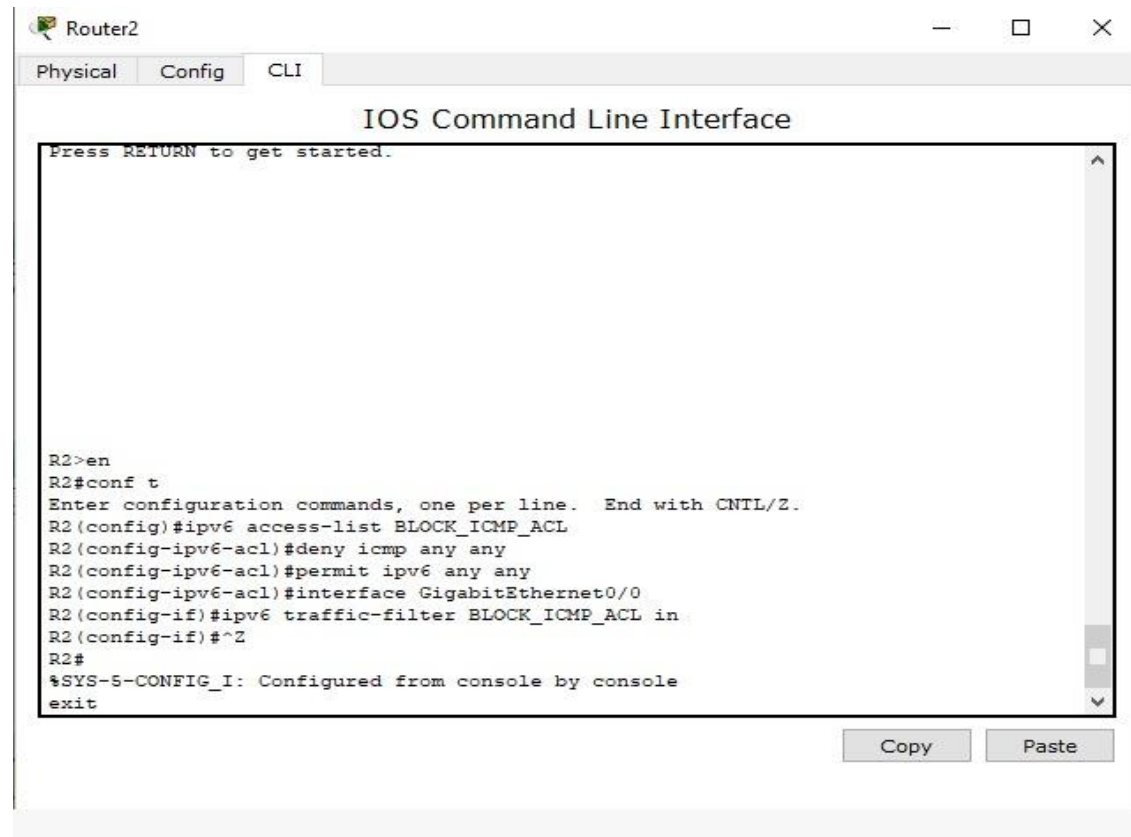 Router2
Physical Config CLI
IOS Command Line Interface
Press RETURN to get started.
R2>en
R2#conf t
Enter configuration commands, one per line.  End with CNTL/Z.
R2(config)#ipv6 access-list BLOCK_ICMP_ACL
R2(config-ipv6-acl)#deny icmp any any
R2(config-ipv6-acl)#permit ipv6 any any
R2(config-ipv6-acl)#interface GigabitEthernet0/0
R2(config-if)#ipv6 traffic-filter BLOCK_ICMP_ACL in
R2(config-if)#^Z
R2#
%SYS-5-CONFIG_I: Configured from console by console
exit
Copy Paste